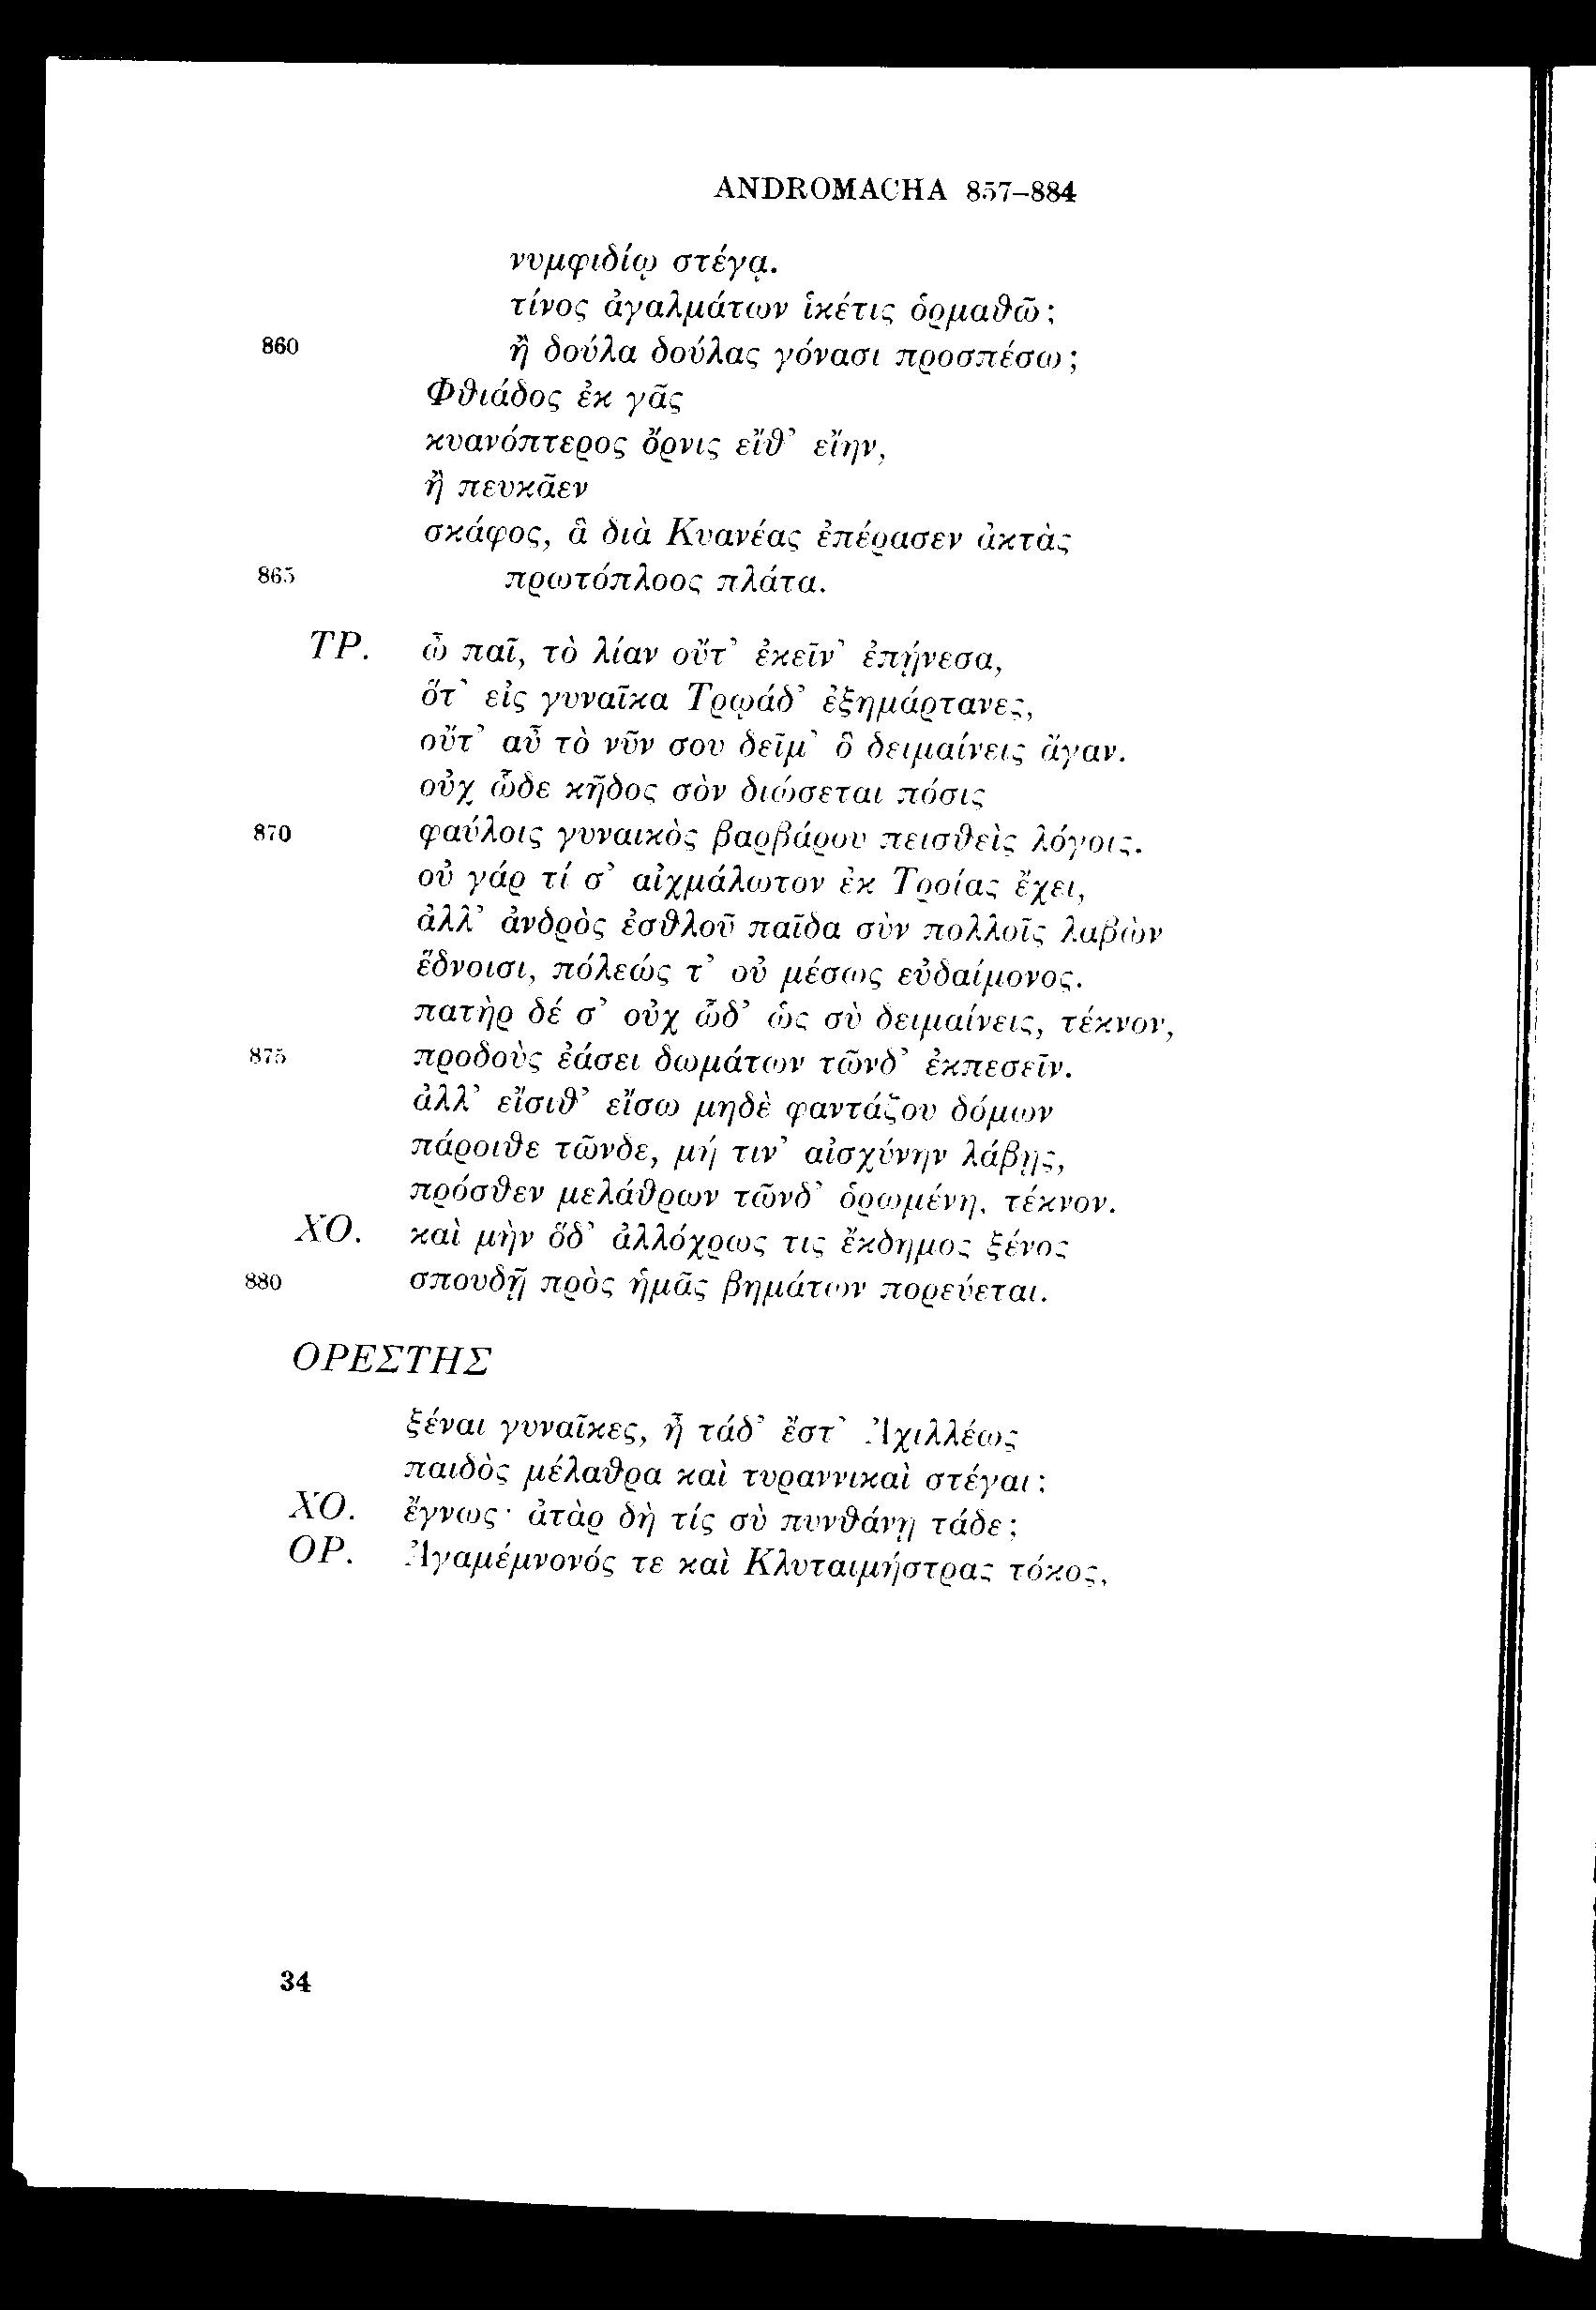 ANDROMACHA 857–884
νυμφιδίῳ στέγᾳ.
τίνος ἀγαλμάτων ἱκέτις ὁρμαθῶ;
860 ἢ δούλα δούλας γόνασι προσπέσω;
Φθιάδος ἐκ γᾶς
κυανόπτερος ὄρνις εἴθ’ εἴην,
ἢ πευκᾶεν
σκάφος, ἃ διὰ Κυανέας ἐπέρασεν ἀκτὰς
865 πρωτόπλοος πλάτα.
ΤΡ. ὦ παῖ, τὸ λίαν οὔτ’ ἐκεῖν’ ἐπῄνεσα,
ὅτ’ εἰς γυναῖκα Τρῳάδ’ ἐξημάρτανες,
οὔτ’ αὖ τὸ νῦν σου δεῖμ’ ὃ δειμαίνεις ἄγαν.
οὐχ ὧδε κῆδος σὸν διώσεται πόσις
870 φαύλοις γυναικὸς βαρβάρου πεισθεὶς λόγοις.
οὐ γάρ τί σ’ αἰχμάλωτον ἐκ Τροίας ἔχει,
ἀλλ’ ἀνδρὸς ἐσθλοῦ παῖδα σὺν πολλοῖς λαβὼν
ἕδνοισι, πόλεώς τ’ οὐ μέσως εὐδαίμονος.
πατὴρ δέ σ’ οὐχ ὧδ’ ὡς σὺ δειμαίνεις, τέκνον,
875 προδοὺς ἐάσει δωμάτων τῶνδ’ ἐκπεσεῖν.
ἀλλ’ εἴσιθ’ εἴσω μηδὲ φαντάζου δόμων
πάροιθε τῶνδε, μή τιν’ αἰσχύνην λάβῃς,
πρόσθεν μελάθρων τῶνδ’ ὁρωμένη, τέκνον.
ΧΟ. καὶ μὴν ὅδ’ ἀλλόχρως τις ἔκδημος ξένος
880 σπουδῇ πρὸς ἡμᾶς βημάτων πορεύεται.
ΟΡΕΣΤΗΣ
ξέναι γυναῖκες, ἦ τάδ’ ἔστ’ Ἀχιλλέως
παιδὸς μέλαθρα καὶ τυραννικαὶ στέγαι;
ΧΟ. ἔγνως· ἀτὰρ δὴ τίς σὺ πυνθάνῃ τάδε;
ΟΡ. Ἀγαμέμνονός τε καὶ Κλυταιμήστρας τόκος,
34